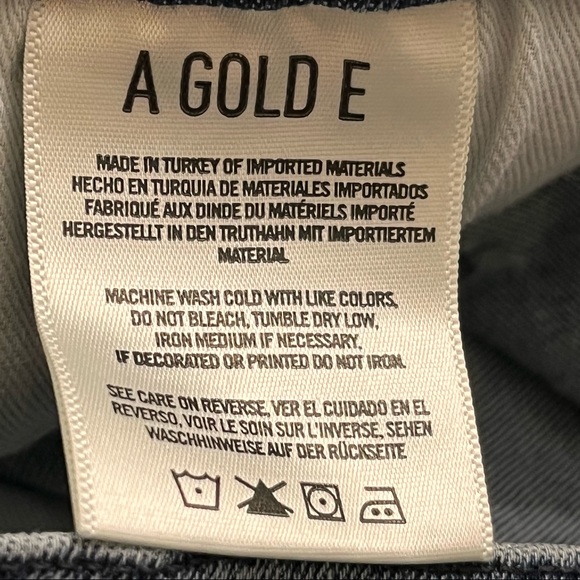 A GOLD E
MADE IN TURKEY OF IMPORTED MATERIALS
HECHO EN TURQUIA DE MATERIALES IMPORTADOS
FABRIQUÉ AUX DINDE DU MATÉRIELS IMPORTÉ
HERGESTELLT IN DEN TRUTHAHN MIT IMPORTIERTEM
MATERIAL
MACHINE WASH COLD WITH LIKE COLORS,
DO NOT BLEACH, TUMBLE DRY LOW,
IRON MEDIUM IF NECESSARY.
IF DECORATED OR PRINTED DO NOT IRON.
SEE CARE ON REVERSE, VER EL CUIDADO EN EL
REVERSO, VOIR LE SOIN SUR L'INVERSE, SEHEN
WASCHHINWEISE AUF DER RÜCKSEITE